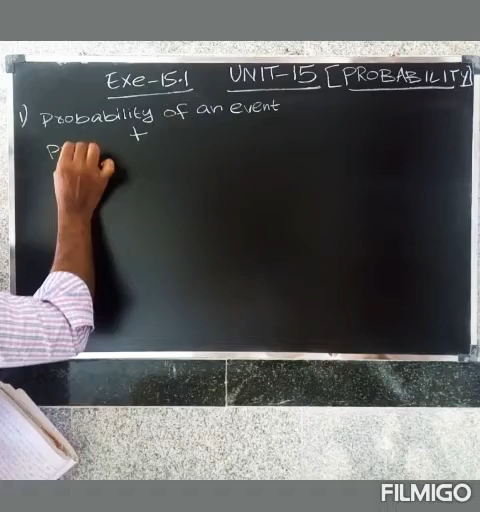 Exe-15.1 UNIT-15 [PROBABILITY]
1) Probability of an event
+
P
FILMIGO